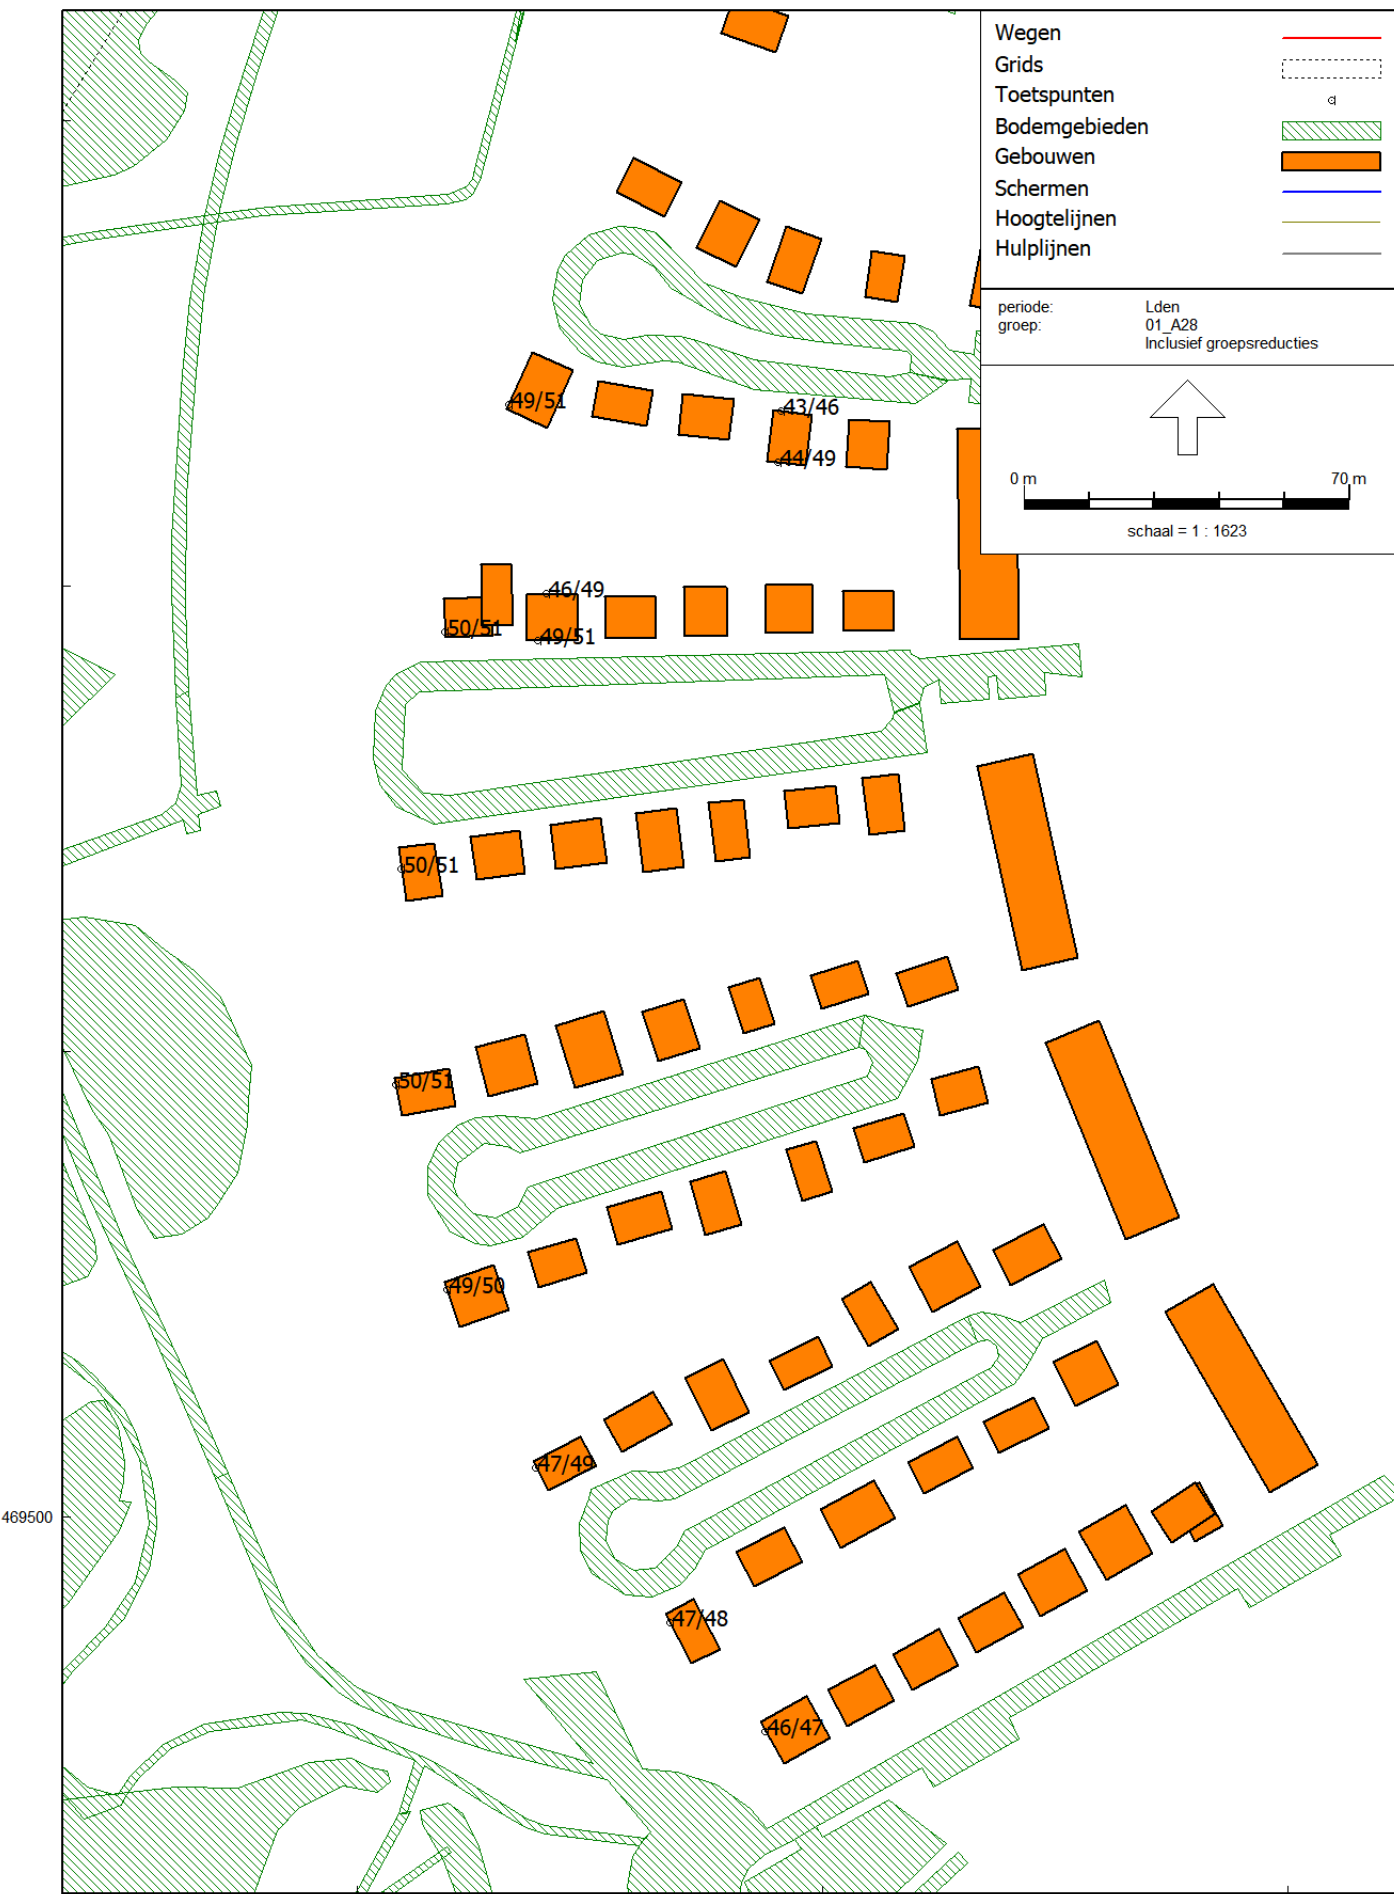 Wegen
Grids
Toetspunten
Bodemgebieden
Gebouwen
Schermen
Hoogtelijnen
Hulplijnen
periode: Lden
groep: 01_A28
Inclusief groepsreducties
0 m 70 m
schaal = 1 : 1623
49/51
43/46
44/49
46/49
50/51
49/51
50/51
50/51
49/50
47/49
469500
47/48
46/47